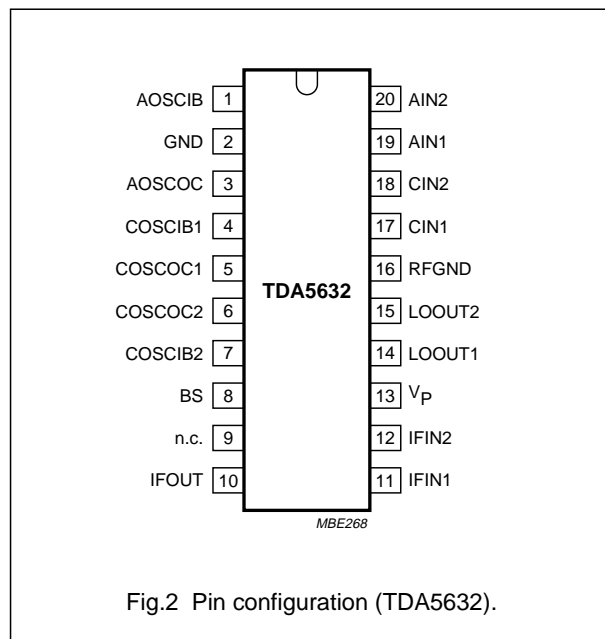 AOSCIB 1 20 AIN2
GND 2 19 AIN1
AOSCOC 3 18 CIN2
COSCIB1 4 17 CIN1
COSCOC1 5 16 RFGND
TDA5632
COSCOC2 6 15 LOOUT2
COSCIB2 7 14 LOOUT1
BS 8 13 VP
n.c. 9 12 IFIN2
IFOUT 10 11 IFIN1
MBE268
Fig.2 Pin configuration (TDA5632).